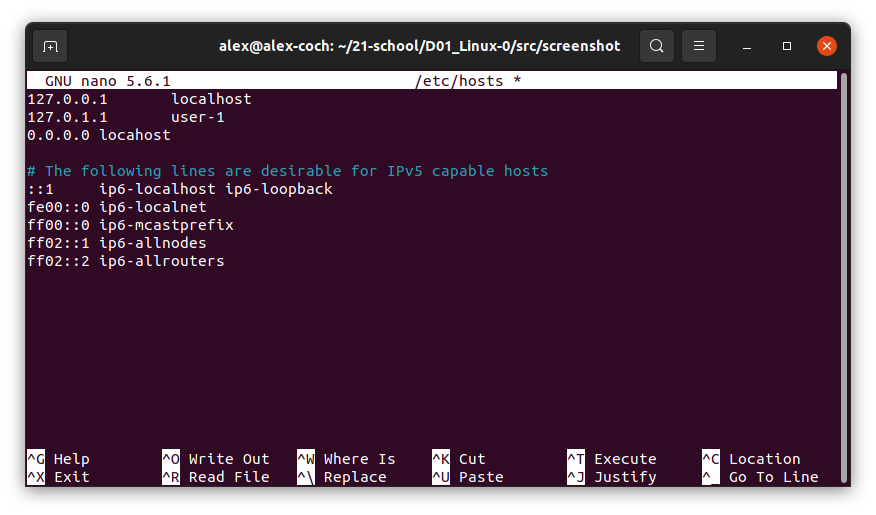 alex@alex-coch: ~/21-school/D01_Linux-0/src/screenshot
GNU nano 5.6.1 /etc/hosts *
127.0.0.1 localhost
127.0.1.1 user-1
0.0.0.0 locahost
# The following lines are desirable for IPv5 capable hosts
::1 ip6-localhost ip6-loopback
fe00::0 ip6-localnet
ff00::0 ip6-mcastprefix
ff02::1 ip6-allnodes
ff02::2 ip6-allrouters
^G Help ^O Write Out ^W Where Is ^K Cut ^T Execute ^C Location
^X Exit ^R Read File ^\ Replace ^U Paste ^J Justify ^_ Go To Line